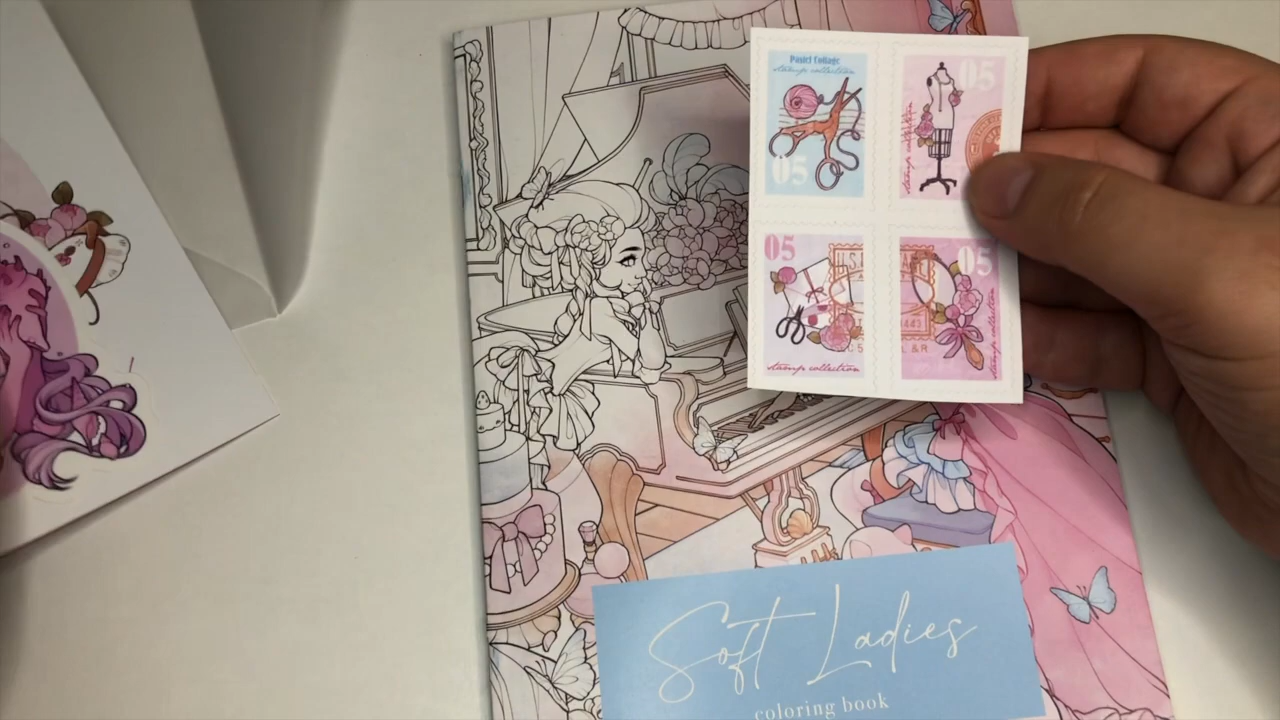 Pastel Collage
stamp collection
05
05
stamp collection
05
stamp collection
05
stamp collection
Soft Ladies
coloring book